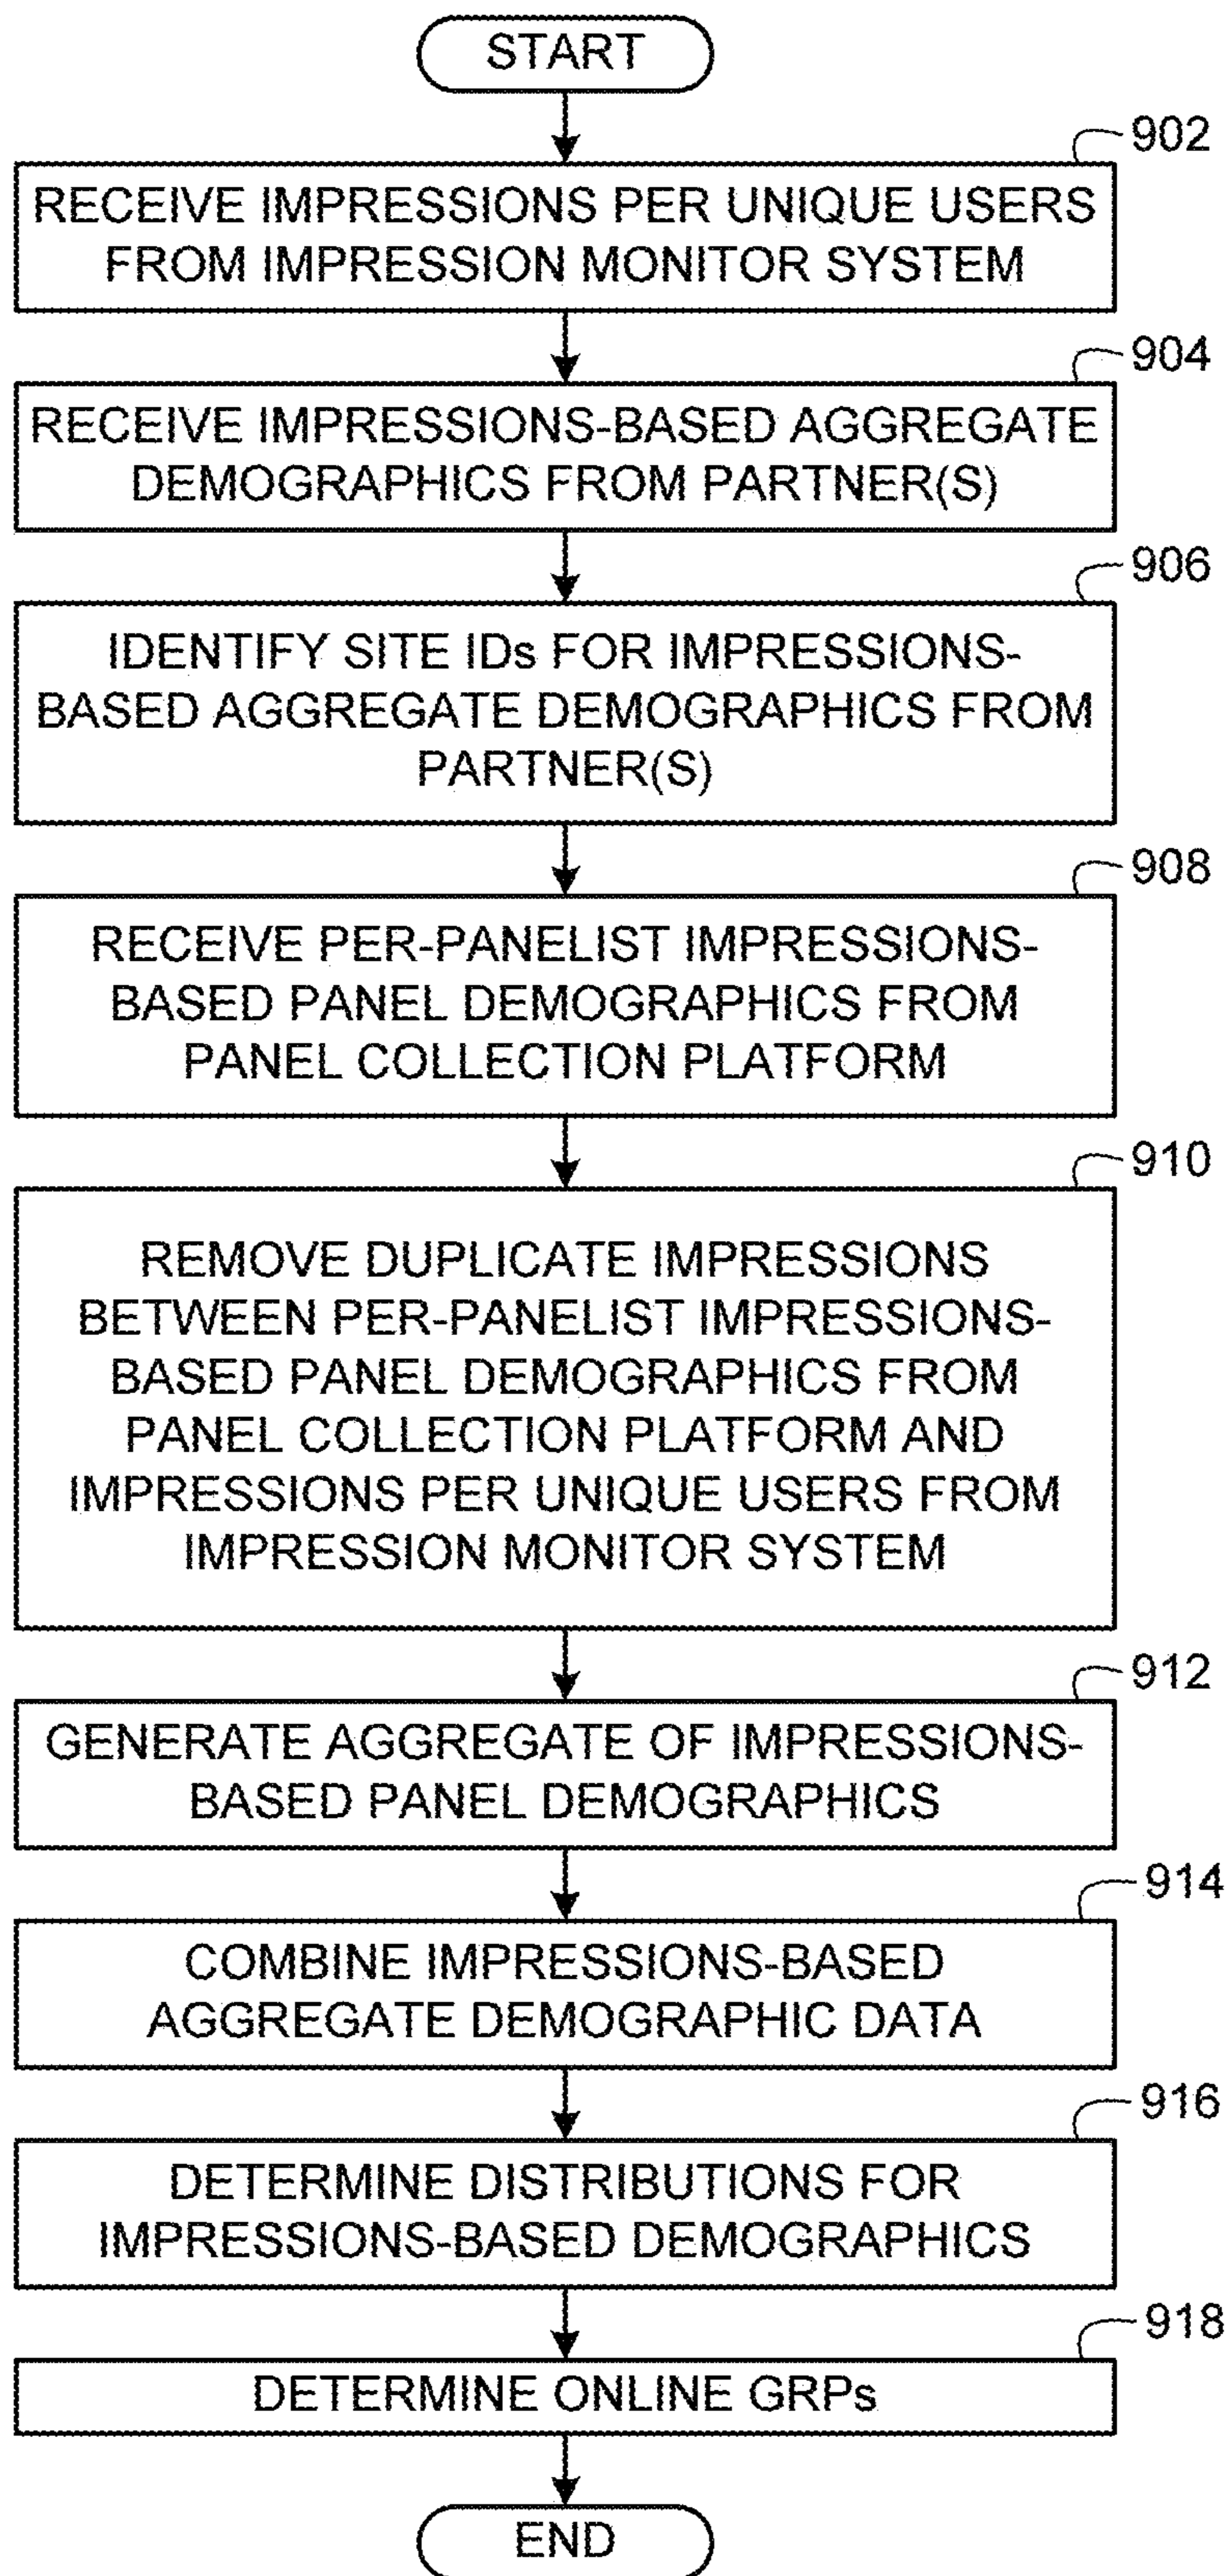 START
902
RECEIVE IMPRESSIONS PER UNIQUE USERS
FROM IMPRESSION MONITOR SYSTEM
904
RECEIVE IMPRESSIONS-BASED AGGREGATE
DEMOGRAPHICS FROM PARTNER(S)
906
IDENTIFY SITE IDs FOR IMPRESSIONS-
BASED AGGREGATE DEMOGRAPHICS FROM
PARTNER(S)
908
RECEIVE PER-PANELIST IMPRESSIONS-
BASED PANEL DEMOGRAPHICS FROM
PANEL COLLECTION PLATFORM
910
REMOVE DUPLICATE IMPRESSIONS
BETWEEN PER-PANELIST IMPRESSIONS-
BASED PANEL DEMOGRAPHICS FROM
PANEL COLLECTION PLATFORM AND
IMPRESSIONS PER UNIQUE USERS FROM
IMPRESSION MONITOR SYSTEM
912
GENERATE AGGREGATE OF IMPRESSIONS-
BASED PANEL DEMOGRAPHICS
914
COMBINE IMPRESSIONS-BASED
AGGREGATE DEMOGRAPHIC DATA
916
DETERMINE DISTRIBUTIONS FOR
IMPRESSIONS-BASED DEMOGRAPHICS
918
DETERMINE ONLINE GRPs
END